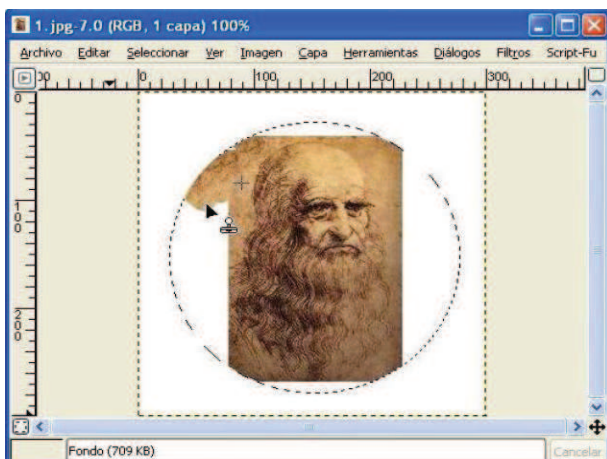 1. jpg-7.0 (RGB, 1 capa) 100%
Archivo Editar Seleccionar Ver Imagen Capa Herramientas Diálogos Filtros Script-Fu
0 100 200 300
0
100
200
Fondo (709 KB) Cancelar